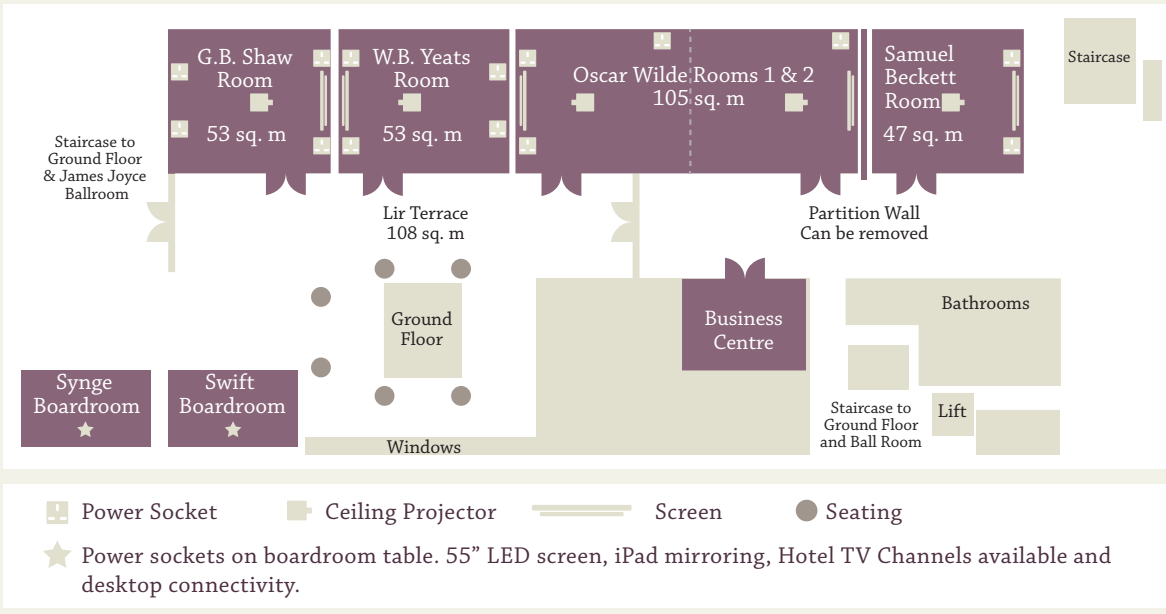 G.B. Shaw
Room
53 sq. m
W.B. Yeats
Room
53 sq. m
Oscar Wilde Rooms 1 & 2
105 sq. m
Samuel
Beckett
Room
47 sq. m
Staircase
Staircase to
Ground Floor
& James Joyce
Ballroom
Lir Terrace
108 sq. m
Partition Wall
Can be removed
Ground
Floor
Business
Centre
Bathrooms
Synge
Boardroom
Swift
Boardroom
Windows
Staircase to
Ground Floor
and Ball Room
Lift
Power Socket
Ceiling Projector
Screen
Seating
Power sockets on boardroom table. 55” LED screen, iPad mirroring, Hotel TV Channels available and
desktop connectivity.